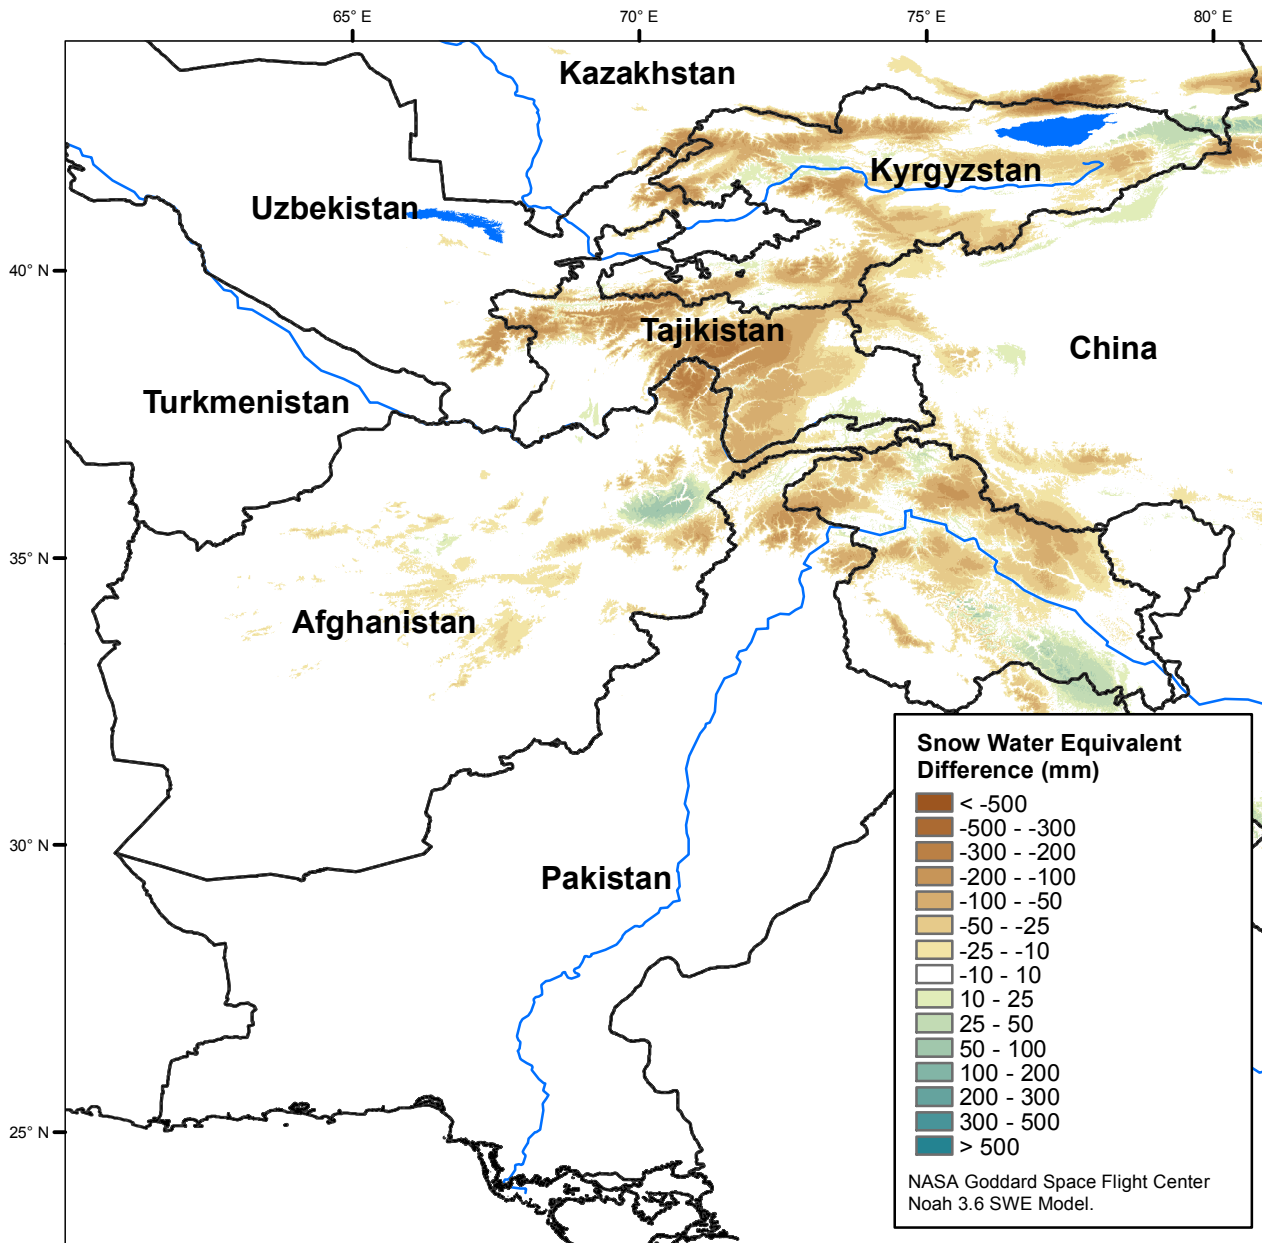 65° E
70° E
75° E
80° E
Kazakhstan
Kyrgyzstan
Uzbekistan
40° N
Tajikistan
China
Turkmenistan
35° N
Afghanistan
Snow Water Equivalent
Difference (mm)
< -500
-500 - -300
-300 - -200
-200 - -100
-100 - -50
-50 - -25
-25 - -10
-10 - 10
10 - 25
25 - 50
50 - 100
100 - 200
200 - 300
300 - 500
> 500
NASA Goddard Space Flight Center
Noah 3.6 SWE Model.
30° N
Pakistan
25° N